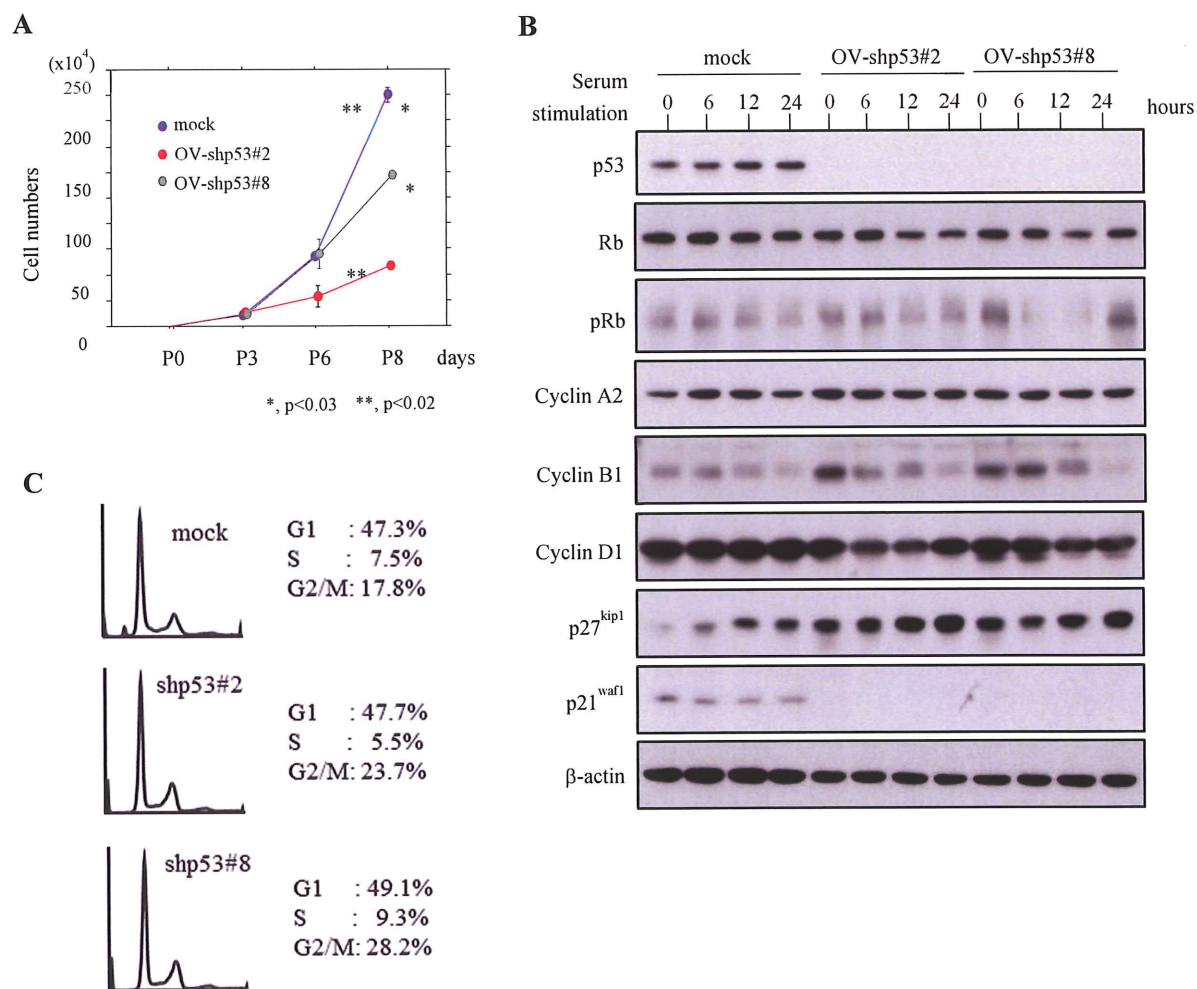 A
(x10⁴)
250
200
150
100
50
0
Cell numbers
mock
OV-shp53#2
OV-shp53#8
**
*
*
**
P0 P3 P6 P8 days
*, p<0.03 **, p<0.02
B
mock OV-shp53#2 OV-shp53#8
Serum
stimulation
0 6 12 24 0 6 12 24 0 6 12 24 hours
p53
Rb
pRb
Cyclin A2
Cyclin B1
Cyclin D1
p27kip1
p21waf1
β-actin
C
mock
G1 : 47.3%
S : 7.5%
G2/M: 17.8%
shp53#2
G1 : 47.7%
S : 5.5%
G2/M: 23.7%
shp53#8
G1 : 49.1%
S : 9.3%
G2/M: 28.2%